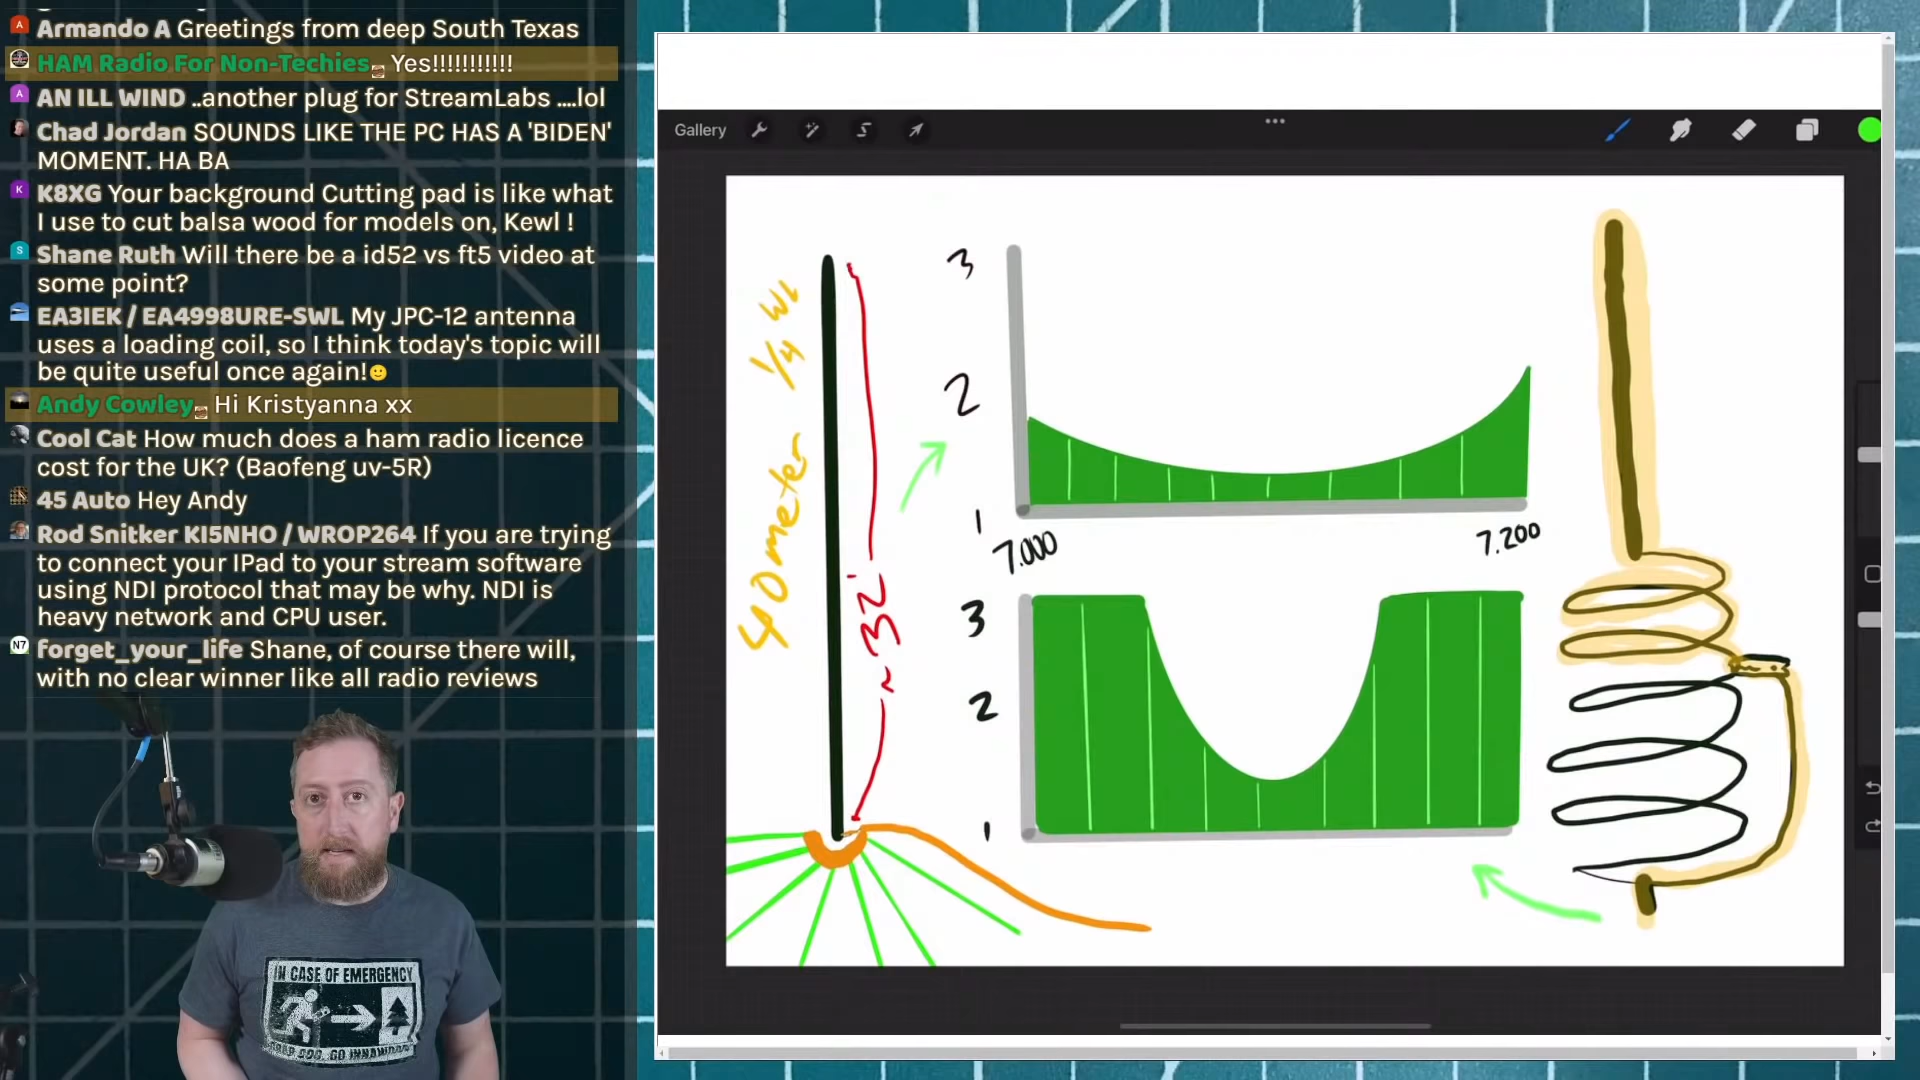 Armando A Greetings from deep South Texas
HAM Radio For Non-Techies Yes!!!!!!!!!!!
AN ILL WIND ..another plug for StreamLabs ....lol
Chad Jordan SOUNDS LIKE THE PC HAS A 'BIDEN'
MOMENT. HA BA
K8XG Your background Cutting pad is like what
I use to cut balsa wood for models on, Kewl !
Shane Ruth Will there be a id52 vs ft5 video at
some point?
EA3IEK / EA4998URE-SWL My JPC-12 antenna
uses a loading coil, so I think today's topic will
be quite useful once again!
Andy Cowley Hi Kristyanna xx
Cool Cat How much does a ham radio licence
cost for the UK? (Baofeng uv-5R)
45 Auto Hey Andy
Rod Snitker KI5NHO / WROP264 If you are trying
to connect your IPad to your stream software
using NDI protocol that may be why. NDI is
heavy network and CPU user.
forget_your_life Shane, of course there will,
with no clear winner like all radio reviews
IN CASE OF EMERGENCY
Gallery
40meter 1/4 WL
~32'
3
2
1
7.000
7.200
3
2
1